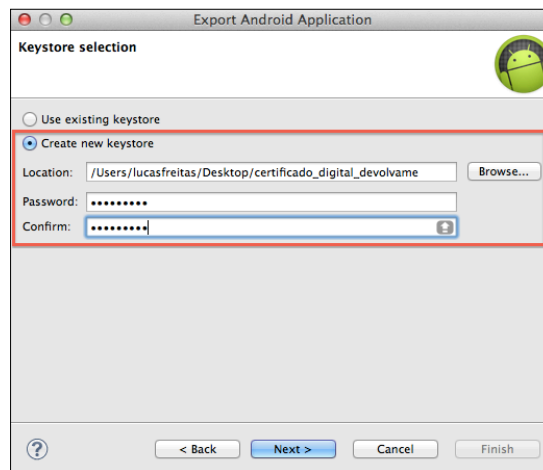 Export Android Application
Keystore selection
Use existing keystore
Create new keystore
Location: /Users/lucasfreitas/Desktop/certificado_digital_devolvame Browse...
Password: •••••••••
Confirm: •••••••••
? < Back Next > Cancel Finish